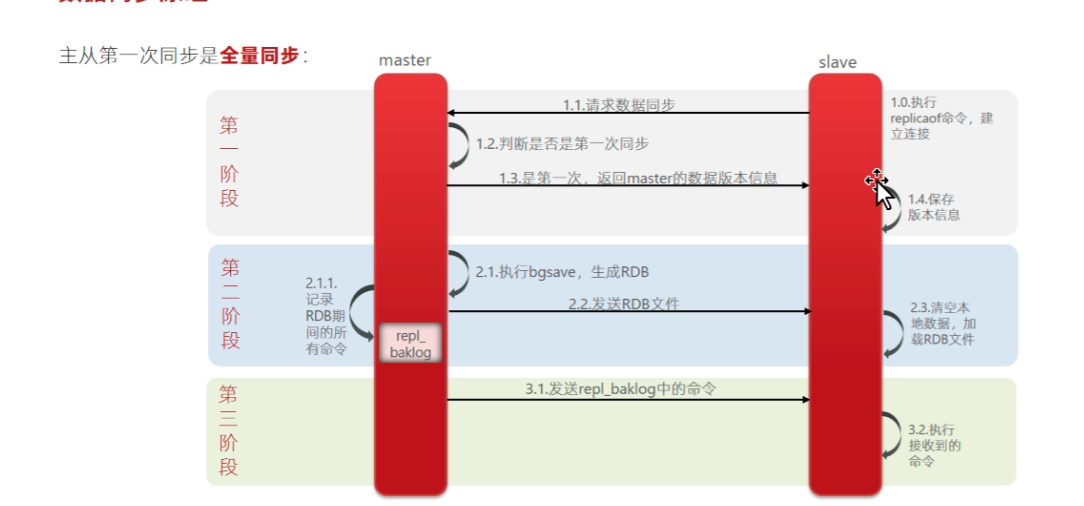 主从第一次同步是全量同步：
master
slave
第一阶段
1.0.执行
replicaof命令，建
立连接
1.1.请求数据同步
1.2.判断是否是第一次同步
1.3.是第一次，返回master的数据版本信息
1.4.保存
版本信息
第二阶段
2.1.执行bgsave，生成RDB
2.1.1.
记录
RDB期
间的所
有命令
repl_
baklog
2.2.发送RDB文件
2.3.清空本
地数据，加
载RDB文件
第三阶段
3.1.发送repl_baklog中的命令
3.2.执行
接收到的
命令